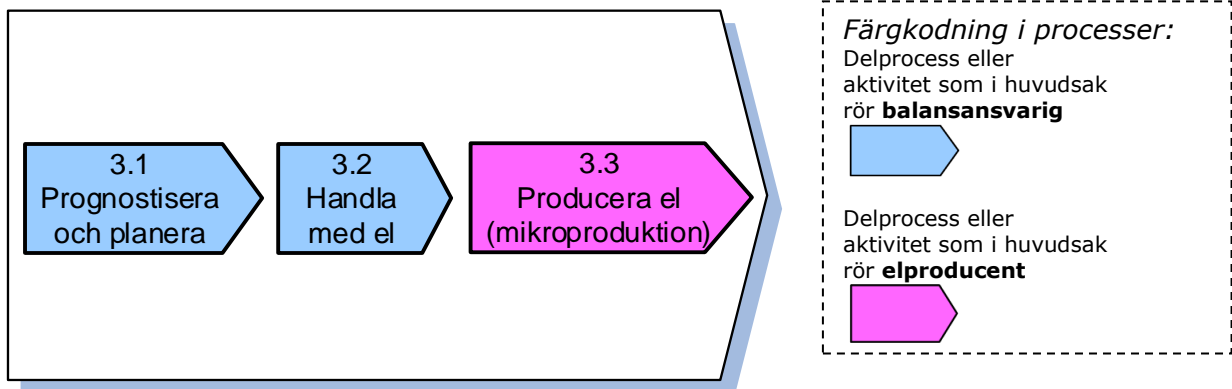 3.1
Prognostisera
och planera
3.2
Handla
med el
3.3
Producera el
(mikroproduktion)
Färgkodning i processer:
Delprocess eller
aktivitet som i huvudsak
rör balansansvarig
Delprocess eller
aktivitet som i huvudsak
rör elproducent